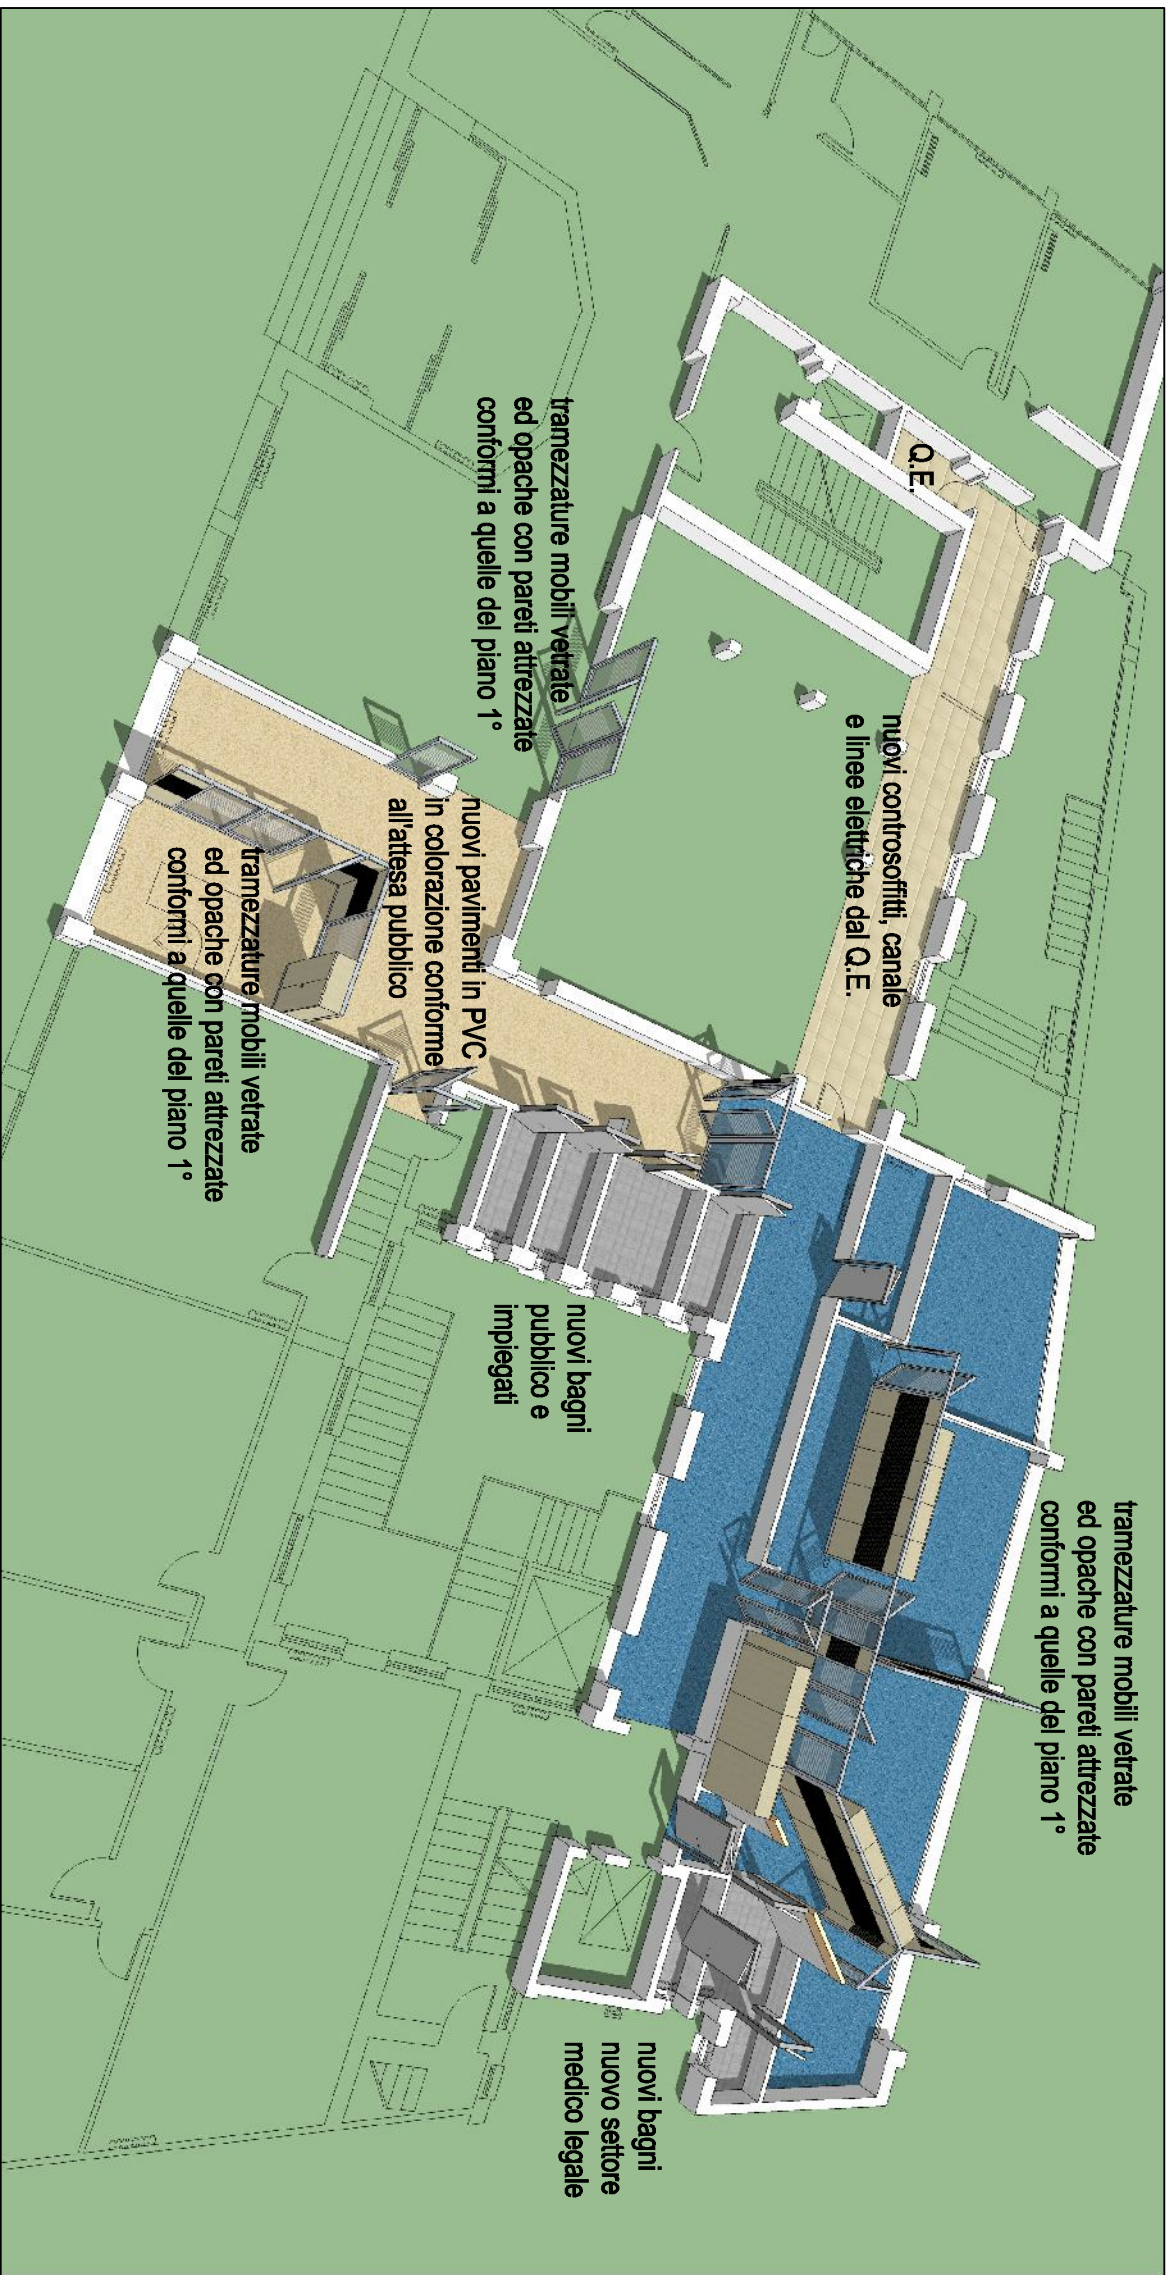 tramezzature mobili vetrate
ed opache con pareti attrezzate
conformi a quelle del piano 1°
Q.E.
nuovi controsoffitti, canale
e linee elettriche dal Q.E.
tramezzature mobili vetrate
ed opache con pareti attrezzate
conformi a quelle del piano 1°
nuovi pavimenti in PVC
in colorazione conforme
all'attesa pubblico
tramezzature mobili vetrate
ed opache con pareti attrezzate
conformi a quelle del piano 1°
nuovi bagni
pubblico e
impiegati
nuovi bagni
nuovo settore
medico legale